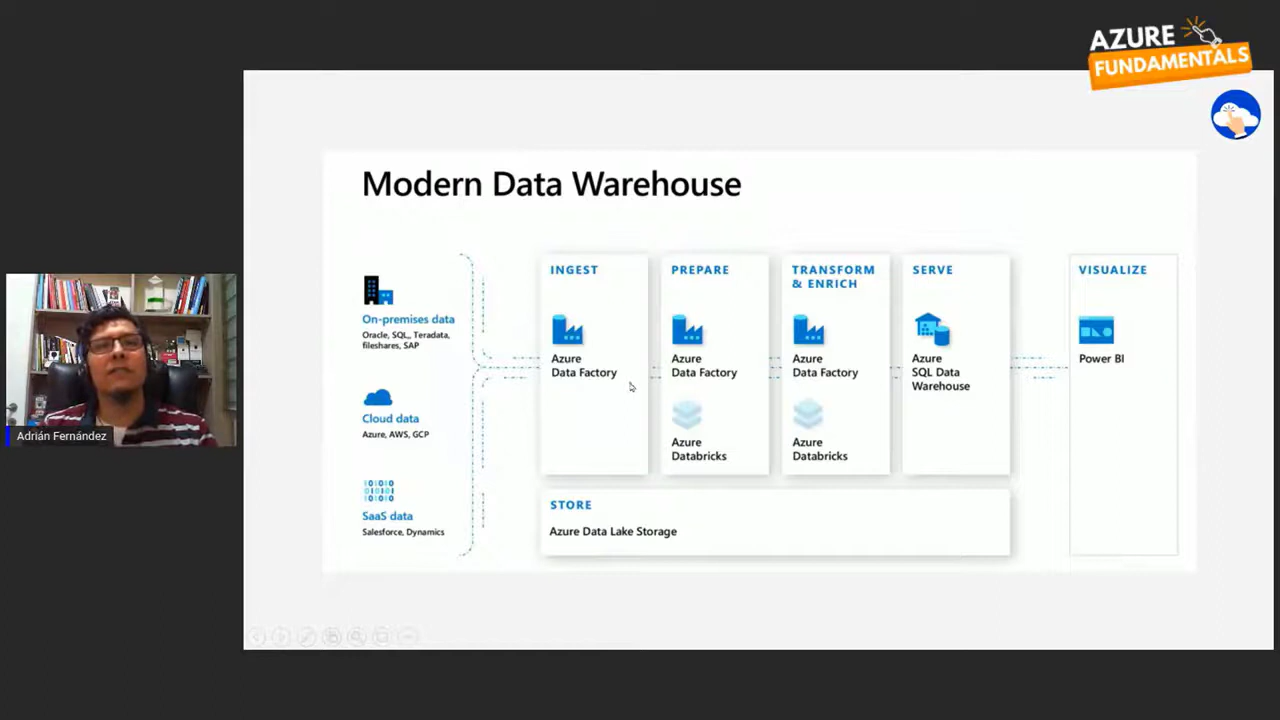 AZURE
FUNDAMENTALS
Modern Data Warehouse
On-premises data
Oracle, SQL, Teradata,
fileshares, SAP
Cloud data
Azure, AWS, GCP
SaaS data
Salesforce, Dynamics
INGEST
Azure
Data Factory
PREPARE
Azure
Data Factory
Azure
Databricks
TRANSFORM
& ENRICH
Azure
Data Factory
Azure
Databricks
SERVE
Azure
SQL Data
Warehouse
STORE
Azure Data Lake Storage
VISUALIZE
Power BI
Adrián Fernández